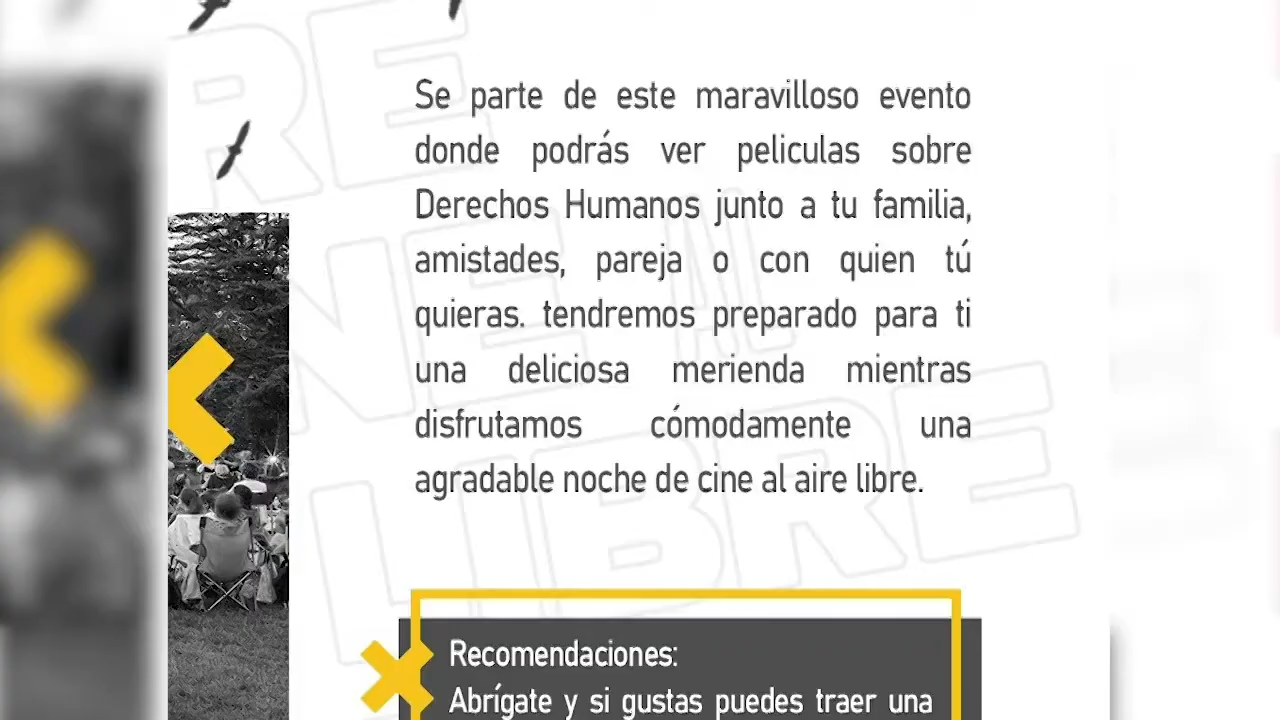 Se parte de este maravilloso evento
donde podrás ver peliculas sobre
Derechos Humanos junto a tu familia,
amistades, pareja o con quien tú
quieras. tendremos preparado para ti
una deliciosa merienda mientras
disfrutamos cómodamente una
agradable noche de cine al aire libre.
Recomendaciones:
Abrígate y si gustas puedes traer una